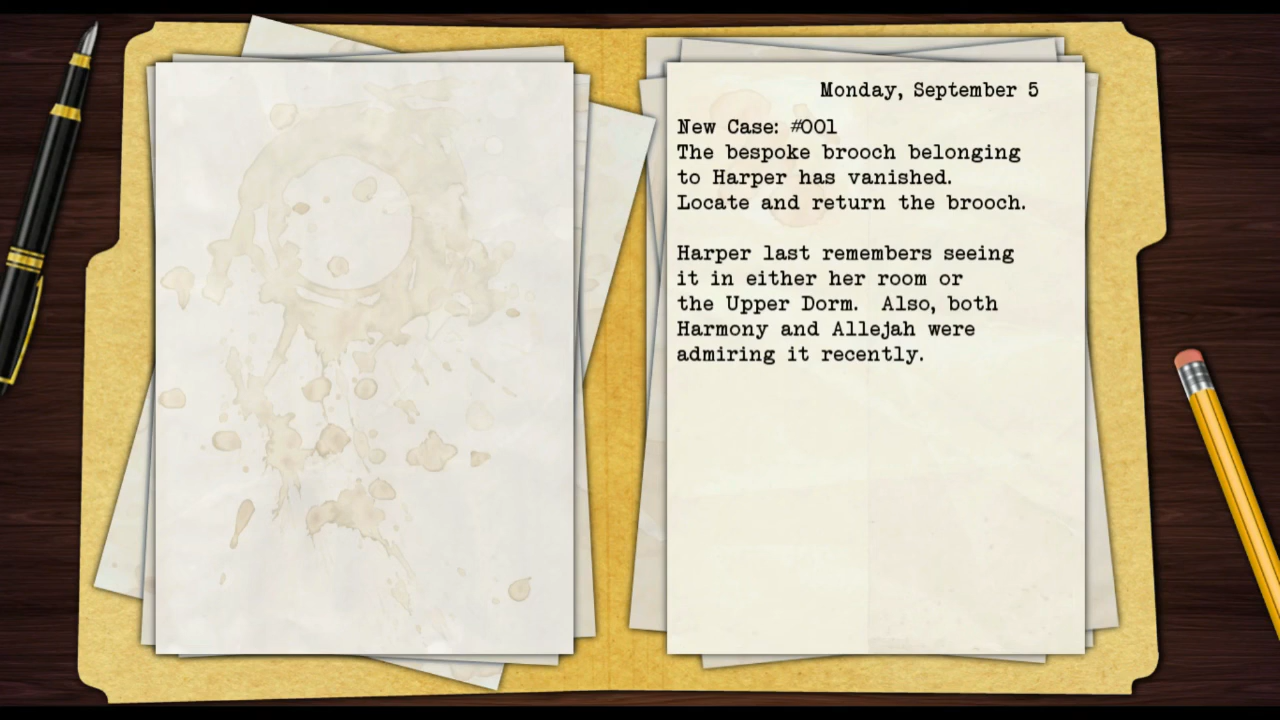 Monday, September 5
New Case: #001
The bespoke brooch belonging
to Harper has vanished.
Locate and return the brooch.
Harper last remembers seeing
it in either her room or
the Upper Dorm.  Also, both
Harmony and Allejah were
admiring it recently.